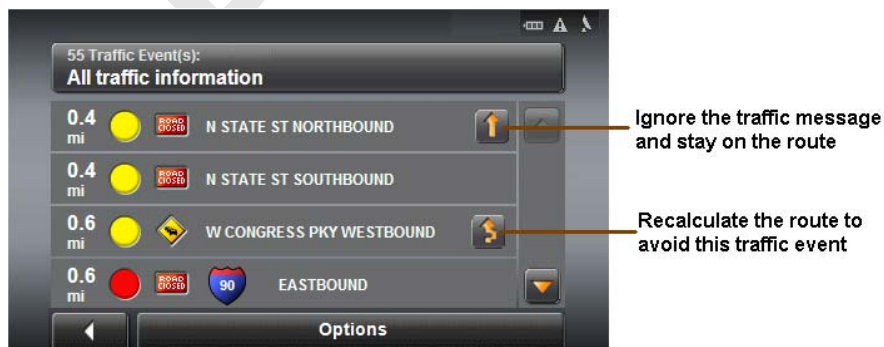 55 Traffic Event(s):
All traffic information
0.4
mi
ROAD
CLOSED
N STATE ST NORTHBOUND
0.4
mi
ROAD
CLOSED
N STATE ST SOUTHBOUND
0.6
mi
W CONGRESS PKY WESTBOUND
0.6
mi
ROAD
CLOSED
90
EASTBOUND
Options
Ignore the traffic message
and stay on the route
Recalculate the route to
avoid this traffic event